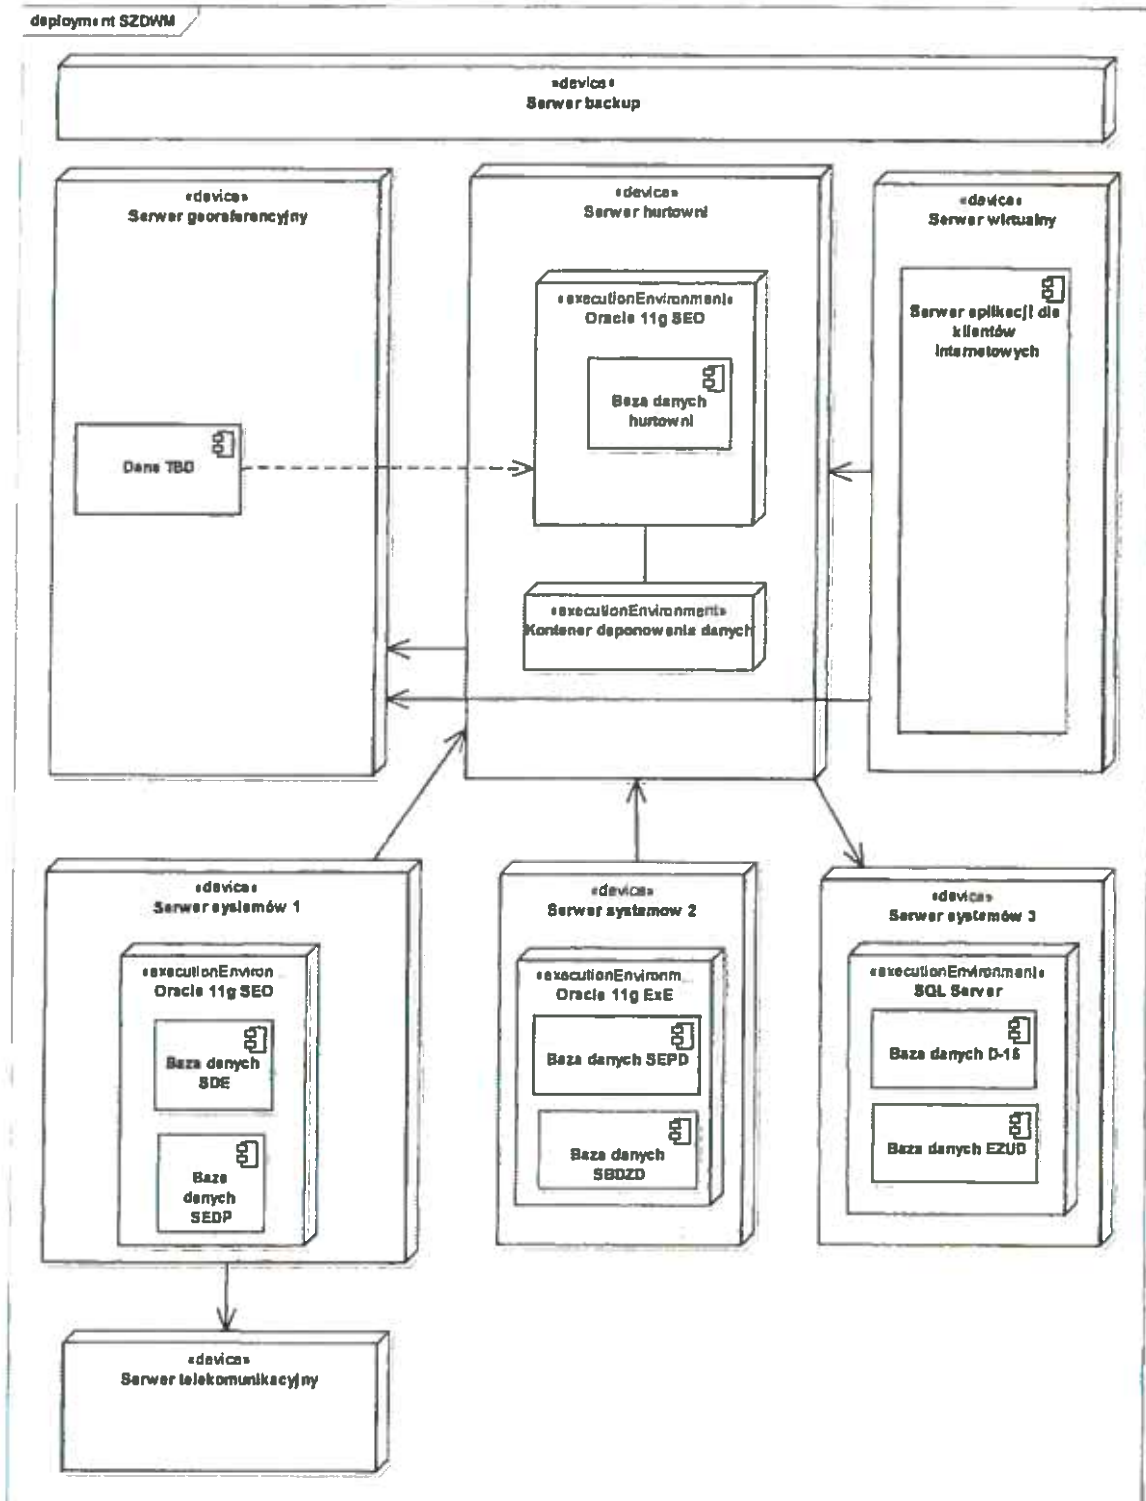 deployment SZDWM
«device»
Serwer backup
«device»
Serwer georeferencyjny
Dane TBD
«device»
Serwer hurtowni
«executionEnvironment»
Oracle 11g SEO
Baza danych
hurtowni
«executionEnvironment»
Kontener deponowania danych
«device»
Serwer wirtualny
Serwer aplikacji dla
klientów
internetowych
«device»
Serwer systemów 1
«executionEnviron
Oracle 11g SEO
Baza danych
SDE
Baza
danych
SEDP
«device»
Serwer systemow 2
«executionEnvironm...
Oracle 11g ExE
Baza danych SEPD
Baza danych
SBDZD
«device»
Serwer systemów 3
«executionEnvironment»
SQL Server
Baza danych D-16
Baza danych EZUD
«device»
Serwer telekomunikacyjny